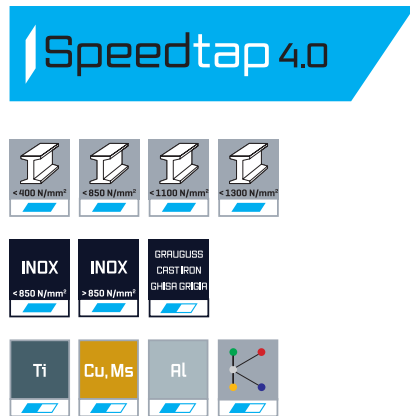 Speedtap 4.0
<400 N/mm² <850 N/mm² <1100 N/mm² <1300 N/mm²
INOX INOX GRAUGUSS
CAST IRON
<850 N/mm² >850 N/mm² GHISA GRIGIA
Ti Cu, Ms Al